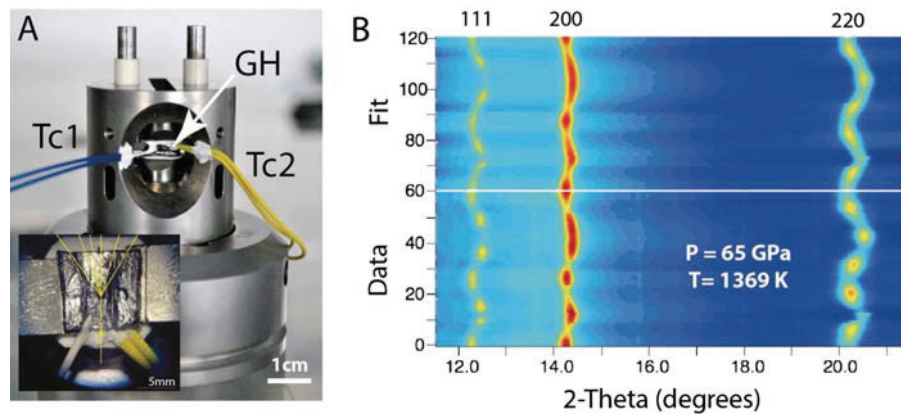 A
GH
Tc1
Tc2
5mm
1cm
B
111 200 220
Fit
Data
120
100
80
60
40
20
0
P = 65 GPa
T= 1369 K
12.0 14.0 16.0 18.0 20.0
2-Theta (degrees)